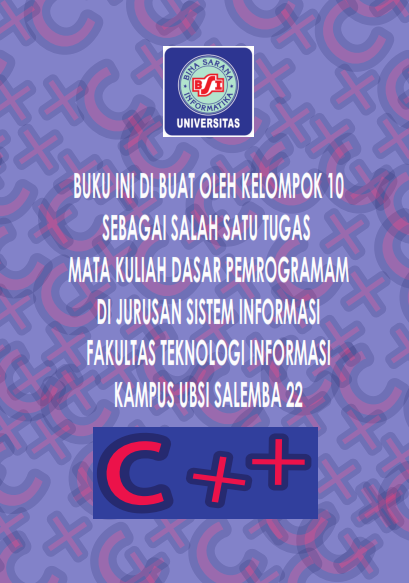 BINA SARANA
BSI
INFORMATIKA
UNIVERSITAS
BUKU INI DI BUAT OLEH KELOMPOK 10
SEBAGAI SALAH SATU TUGAS
MATA KULIAH DASAR PEMROGRAMAM
DI JURUSAN SISTEM INFORMASI
FAKULTAS TEKNOLOGI INFORMASI
KAMPUS UBSI SALEMBA 22
C++